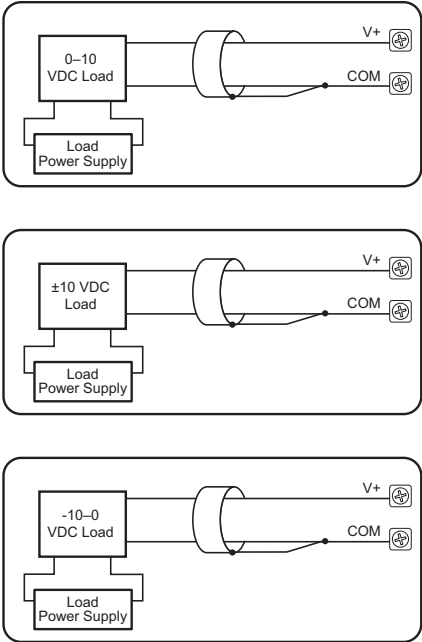 0–10
VDC Load
V+
COM
Load
Power Supply
±10 VDC
Load
V+
COM
Load
Power Supply
-10–0
VDC Load
V+
COM
Load
Power Supply